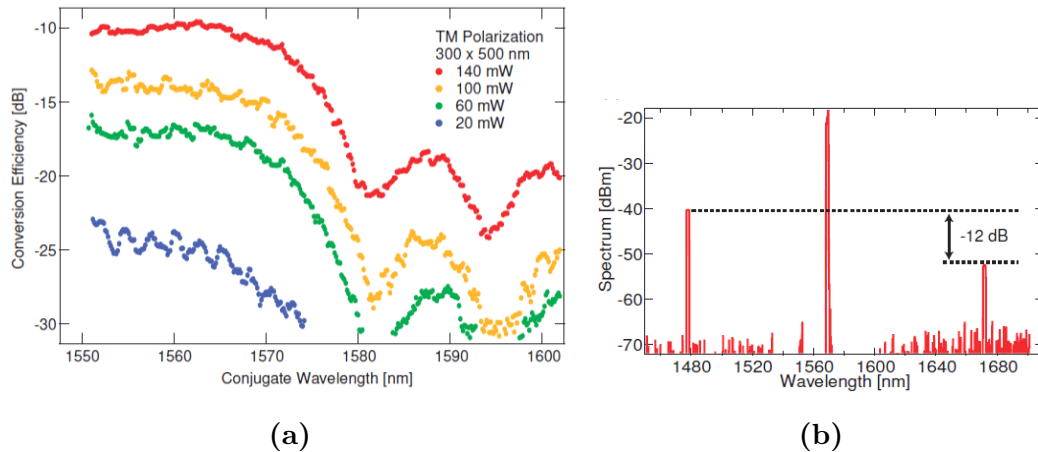 TM Polarization
300 x 500 nm
140 mW
100 mW
60 mW
20 mW
-10
-15
-20
-25
-30
Conversion Efficiency [dB]
1550 1560 1570 1580 1590 1600
Conjugate Wavelength [nm]
(a)
-20
-30
-40
-50
-60
-70
Spectrum [dBm]
-12 dB
1480 1520 1560 1600 1640 1680
Wavelength [nm]
(b)